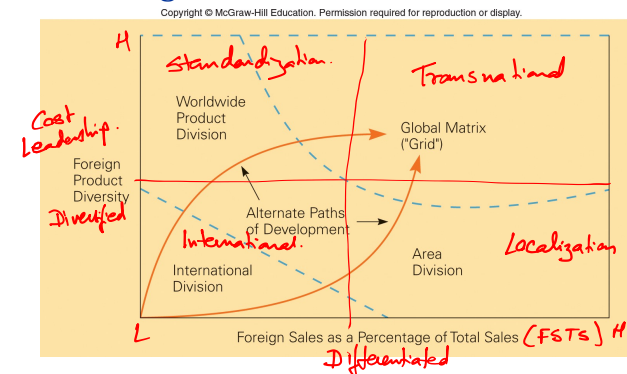 Copyright © McGraw-Hill Education. Permission required for reproduction or display.
H
Standardization.
Transnational
Worldwide
Product
Division
Cost
Leadership.
Global Matrix
("Grid")
Foreign
Product
Diversity
Diversified
Alternate Paths
of Development
International.
Localization
International
Division
Area
Division
L
Foreign Sales as a Percentage of Total Sales (FSTS) H
Differentiated